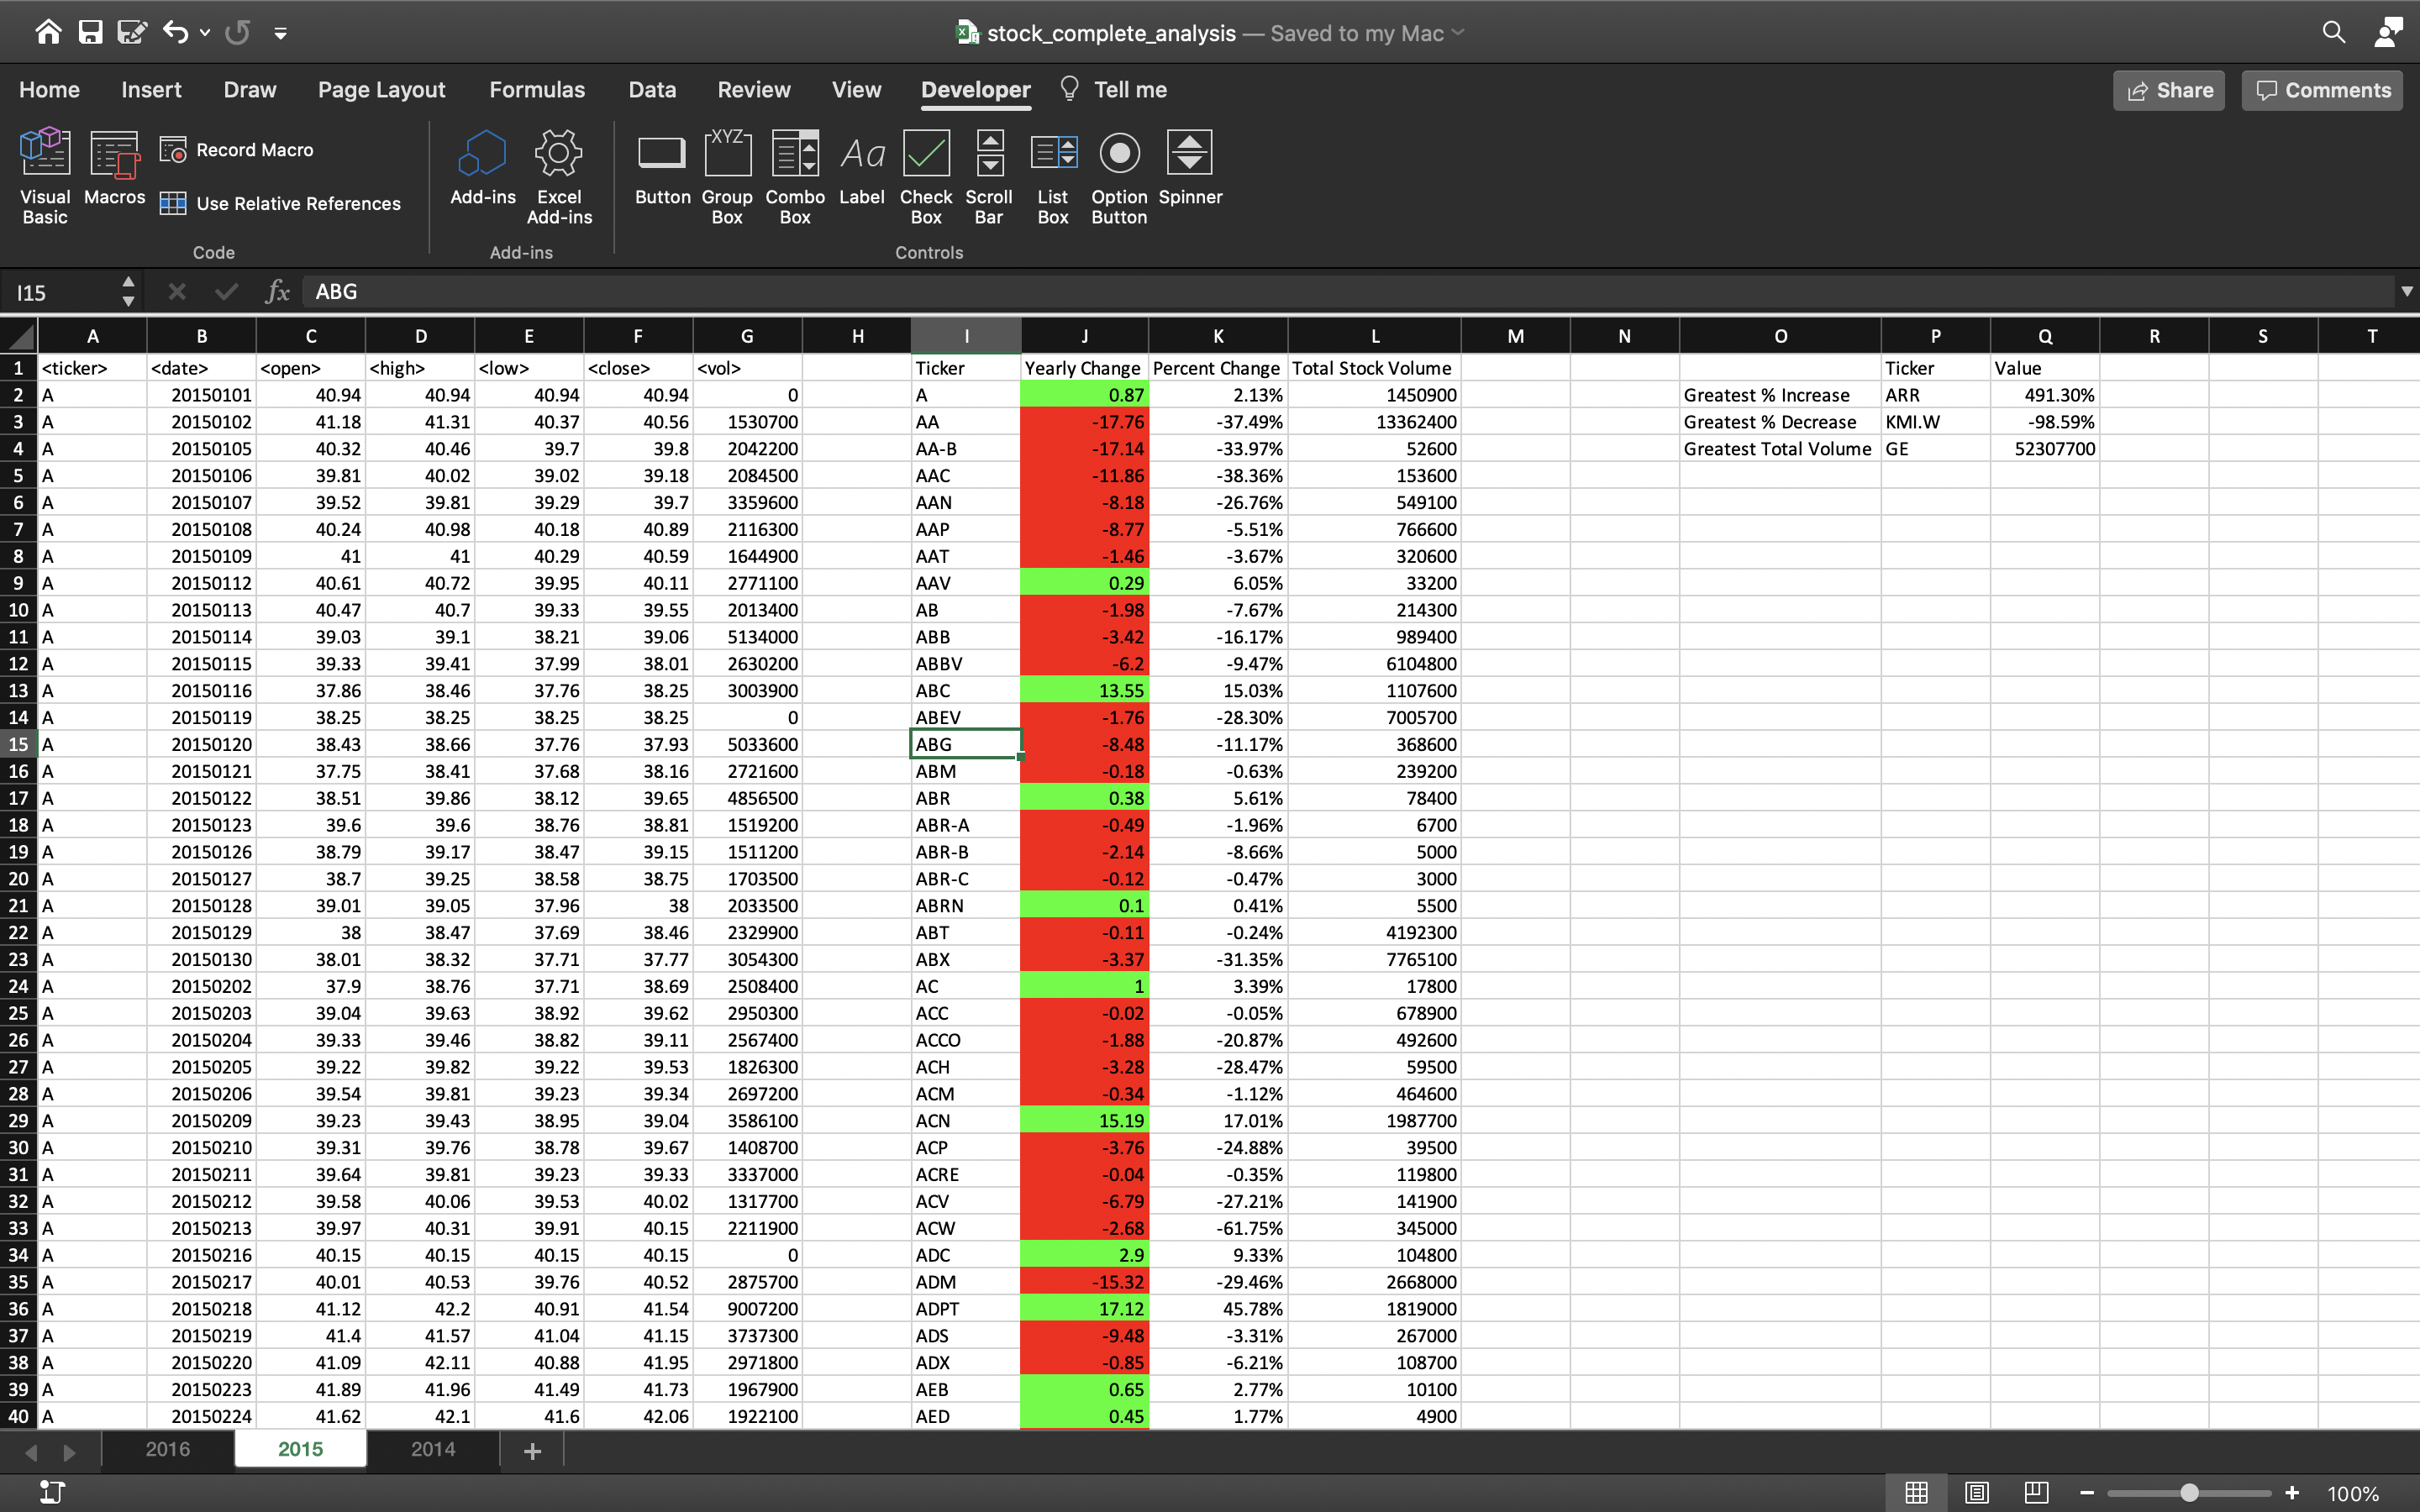 stock_complete_analysis — Saved to my Mac
Home Insert Draw Page Layout Formulas Data Review View Developer Tell me Share Comments
Visual Basic Macros Record Macro Use Relative References Add-ins Excel Add-ins Button Group Box Combo Box Label Check Box Scroll Bar List Box Option Button Spinner
XYZ Aa
Code Add-ins Controls
I15 fx ABG
A B C D E F G H I J K L M N O P Q R S T
1 <ticker> <date> <open> <high> <low> <close> <vol> Ticker Yearly Change Percent Change Total Stock Volume Ticker Value
2 A 20150101 40.94 40.94 40.94 40.94 0 A 0.87 2.13% 1450900 Greatest % Increase ARR 491.30%
3 A 20150102 41.18 41.31 40.37 40.56 1530700 AA -17.76 -37.49% 13362400 Greatest % Decrease KMI.W -98.59%
4 A 20150105 40.32 40.46 39.7 39.8 2042200 AA-B -17.14 -33.97% 52600 Greatest Total Volume GE 52307700
5 A 20150106 39.81 40.02 39.02 39.18 2084500 AAC -11.86 -38.36% 153600
6 A 20150107 39.52 39.81 39.29 39.7 3359600 AAN -8.18 -26.76% 549100
7 A 20150108 40.24 40.98 40.18 40.89 2116300 AAP -8.77 -5.51% 766600
8 A 20150109 41 41 40.29 40.59 1644900 AAT -1.46 -3.67% 320600
9 A 20150112 40.61 40.72 39.95 40.11 2771100 AAV 0.29 6.05% 33200
10 A 20150113 40.47 40.7 39.33 39.55 2013400 AB -1.98 -7.67% 214300
11 A 20150114 39.03 39.1 38.21 39.06 5134000 ABB -3.42 -16.17% 989400
12 A 20150115 39.33 39.41 37.99 38.01 2630200 ABBV -6.2 -9.47% 6104800
13 A 20150116 37.86 38.46 37.76 38.25 3003900 ABC 13.55 15.03% 1107600
14 A 20150119 38.25 38.25 38.25 38.25 0 ABEV -1.76 -28.30% 7005700
15 A 20150120 38.43 38.66 37.76 37.93 5033600 ABG -8.48 -11.17% 368600
16 A 20150121 37.75 38.41 37.68 38.16 2721600 ABM -0.18 -0.63% 239200
17 A 20150122 38.51 39.86 38.12 39.65 4856500 ABR 0.38 5.61% 78400
18 A 20150123 39.6 39.6 38.76 38.81 1519200 ABR-A -0.49 -1.96% 6700
19 A 20150126 38.79 39.17 38.47 39.15 1511200 ABR-B -2.14 -8.66% 5000
20 A 20150127 38.7 39.25 38.58 38.75 1703500 ABR-C -0.12 -0.47% 3000
21 A 20150128 39.01 39.05 37.96 38 2033500 ABRN 0.1 0.41% 5500
22 A 20150129 38 38.47 37.69 38.46 2329900 ABT -0.11 -0.24% 4192300
23 A 20150130 38.01 38.32 37.71 37.77 3054300 ABX -3.37 -31.35% 7765100
24 A 20150202 37.9 38.76 37.71 38.69 2508400 AC 1 3.39% 17800
25 A 20150203 39.04 39.63 38.92 39.62 2950300 ACC -0.02 -0.05% 678900
26 A 20150204 39.33 39.46 38.82 39.11 2567400 ACCO -1.88 -20.87% 492600
27 A 20150205 39.22 39.82 39.22 39.53 1826300 ACH -3.28 -28.47% 59500
28 A 20150206 39.54 39.81 39.23 39.34 2697200 ACM -0.34 -1.12% 464600
29 A 20150209 39.23 39.43 38.95 39.04 3586100 ACN 15.19 17.01% 1987700
30 A 20150210 39.31 39.76 38.78 39.67 1408700 ACP -3.76 -24.88% 39500
31 A 20150211 39.64 39.81 39.23 39.33 3337000 ACRE -0.04 -0.35% 119800
32 A 20150212 39.58 40.06 39.53 40.02 1317700 ACV -6.79 -27.21% 141900
33 A 20150213 39.97 40.31 39.91 40.15 2211900 ACW -2.68 -61.75% 345000
34 A 20150216 40.15 40.15 40.15 40.15 0 ADC 2.9 9.33% 104800
35 A 20150217 40.01 40.53 39.76 40.52 2875700 ADM -15.32 -29.46% 2668000
36 A 20150218 41.12 42.2 40.91 41.54 9007200 ADPT 17.12 45.78% 1819000
37 A 20150219 41.4 41.57 41.04 41.15 3737300 ADS -9.48 -3.31% 267000
38 A 20150220 41.09 42.11 40.88 41.95 2971800 ADX -0.85 -6.21% 108700
39 A 20150223 41.89 41.96 41.49 41.73 1967900 AEB 0.65 2.77% 10100
40 A 20150224 41.62 42.1 41.6 42.06 1922100 AED 0.45 1.77% 4900
2016 2015 2014 +
100%